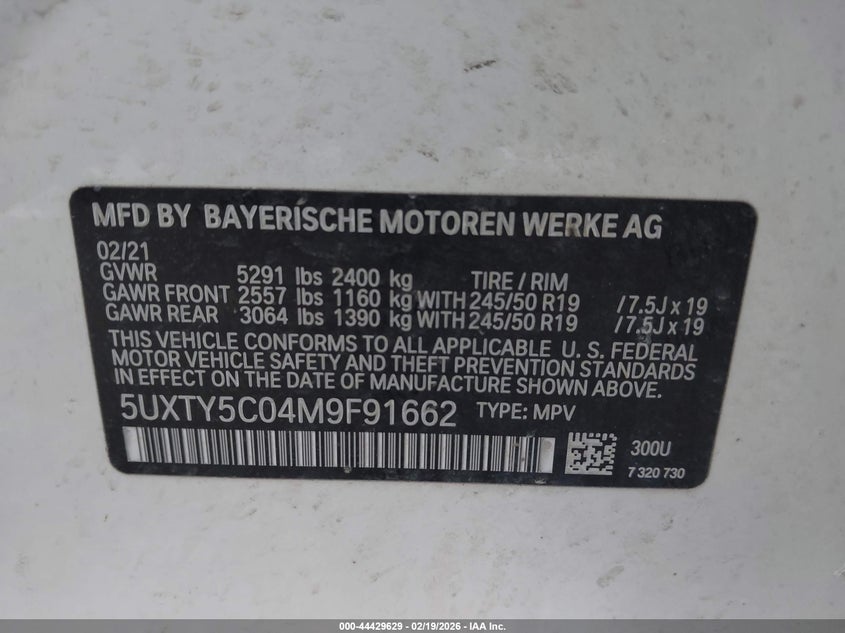 MFD BY BAYERISCHE MOTOREN WERKE AG
02/21
GVWR 5291 lbs 2400 kg TIRE / RIM
GAWR FRONT 2557 lbs 1160 kg WITH 245/50 R19 /7.5J x 19
GAWR REAR 3064 lbs 1390 kg WITH 245/50 R19 /7.5J x 19
THIS VEHICLE CONFORMS TO ALL APPLICABLE U. S. FEDERAL
MOTOR VEHICLE SAFETY AND THEFT PREVENTION STANDARDS
IN EFFECT ON THE DATE OF MANUFACTURE SHOWN ABOVE.
5UXTY5C04M9F91662 TYPE: MPV
300U
7 320 730
000-44429629 - 02/19/2026 - IAA Inc.